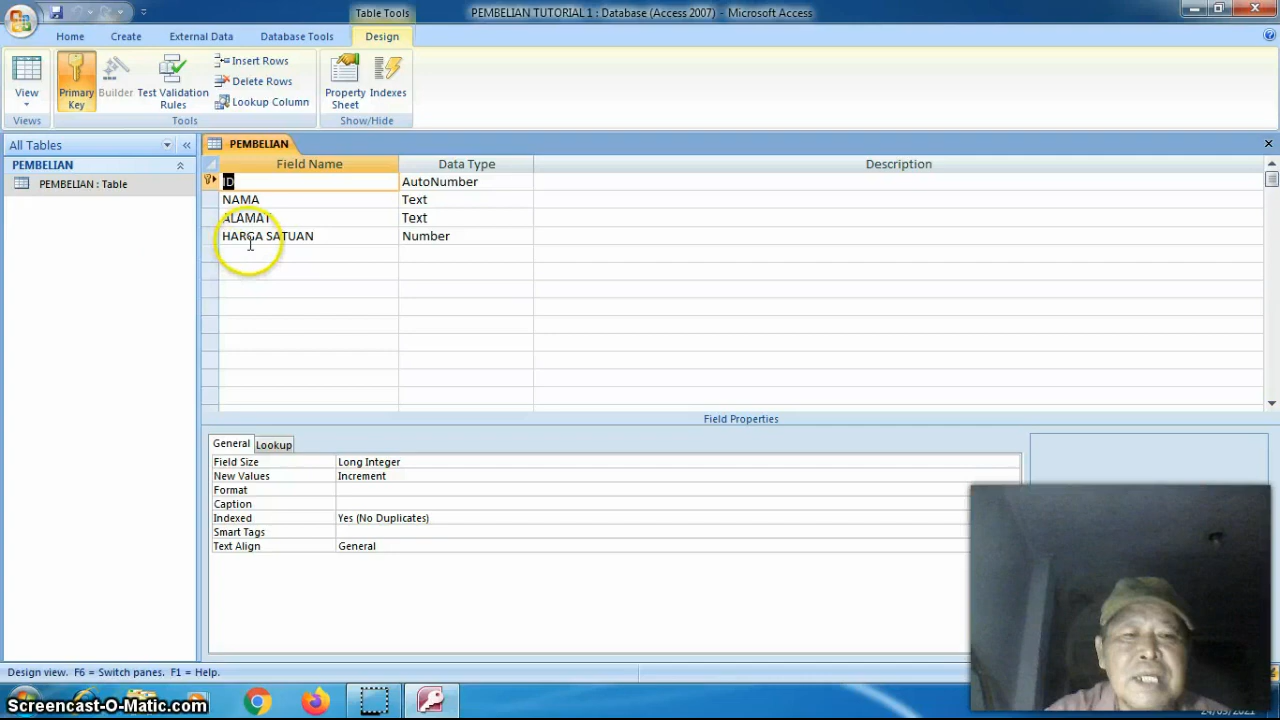 Table Tools
PEMBELIAN TUTORIAL 1 : Database (Access 2007) - Microsoft Access
Home Create External Data Database Tools Design
View
Views
Primary Key
Builder
Test Validation Rules
Insert Rows
Delete Rows
Lookup Column
Tools
Property Sheet
Indexes
Show/Hide
All Tables
PEMBELIAN
PEMBELIAN : Table
PEMBELIAN
Field Name Data Type Description
ID AutoNumber
NAMA Text
ALAMAT Text
HARGA SATUAN Number
Field Properties
General Lookup
Field Size Long Integer
New Values Increment
Format
Caption
Indexed Yes (No Duplicates)
Smart Tags
Text Align General
Design view. F6 = Switch panes. F1 = Help.
Screencast-O-Matic.com